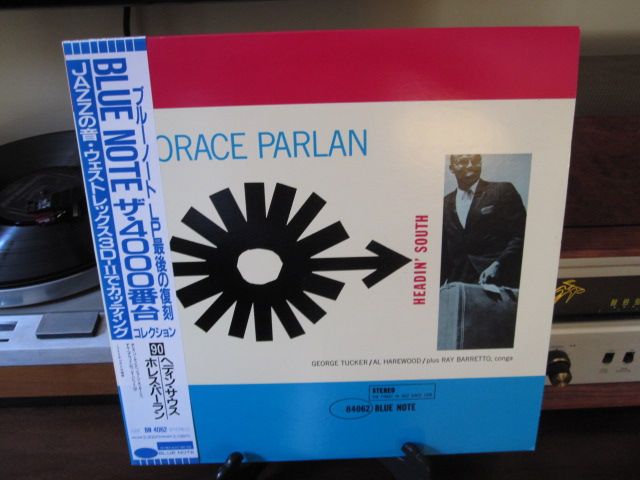 ブルーノートLP最後の復刻
BLUE NOTE ザ・4000番台
コレクション
JAZZの音・ウェストレックス3D-IIでカッティング
90 ヘディン・サウス
ホレス・パーラン
BN 4062 STEREO
BLUE NOTE
ORACE PARLAN
HEADIN' SOUTH
GEORGE TUCKER/AL HAREWOOD/plus RAY BARRETTO, conga
STEREO
84062 BLUE NOTE